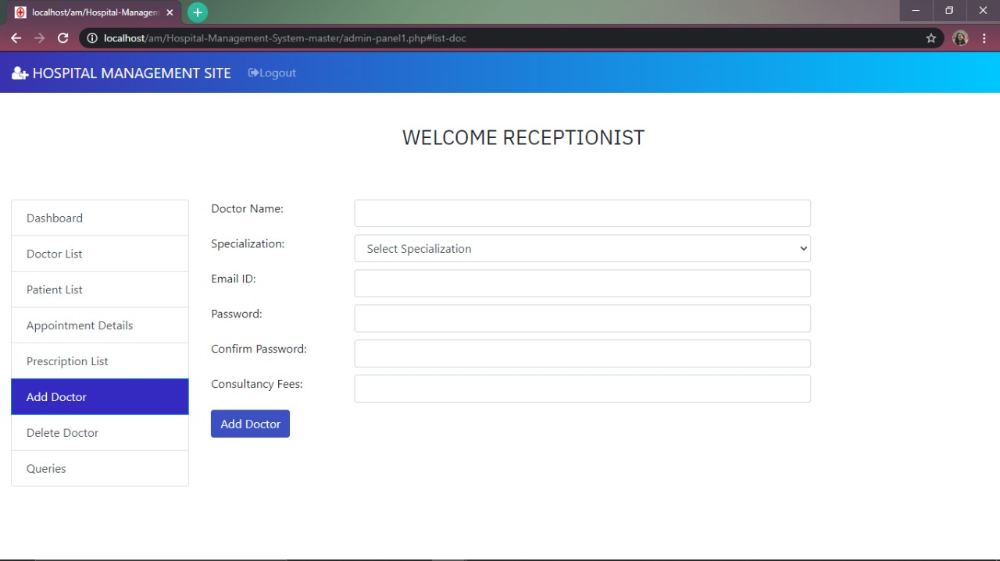 localhost/am/Hospital-Managem
localhost/am/Hospital-Management-System-master/admin-panel1.php#list-doc
HOSPITAL MANAGEMENT SITE Logout
WELCOME RECEPTIONIST
Dashboard
Doctor List
Patient List
Appointment Details
Prescription List
Add Doctor
Delete Doctor
Queries
Doctor Name:
Specialization: Select Specialization
Email ID:
Password:
Confirm Password:
Consultancy Fees:
Add Doctor